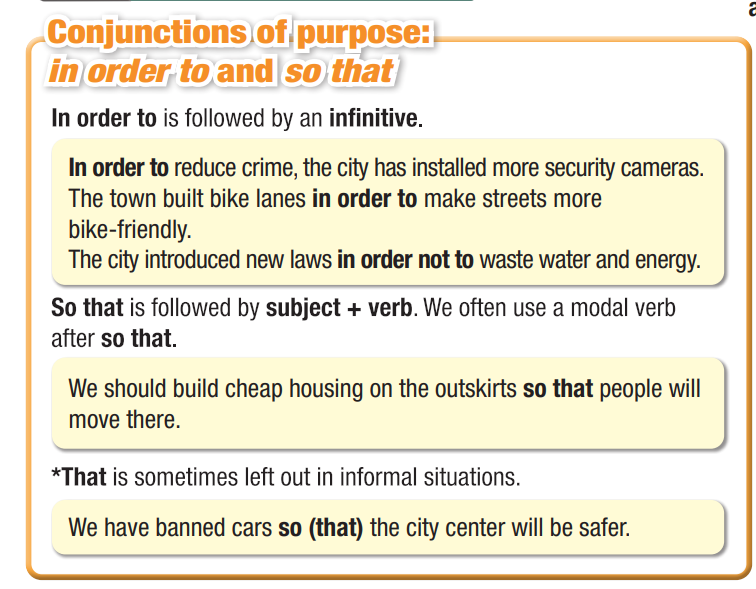 Conjunctions of purpose:
in order to and so that
In order to is followed by an infinitive.
In order to reduce crime, the city has installed more security cameras.
The town built bike lanes in order to make streets more
bike-friendly.
The city introduced new laws in order not to waste water and energy.
So that is followed by subject + verb. We often use a modal verb
after so that.
We should build cheap housing on the outskirts so that people will
move there.
*That is sometimes left out in informal situations.
We have banned cars so (that) the city center will be safer.